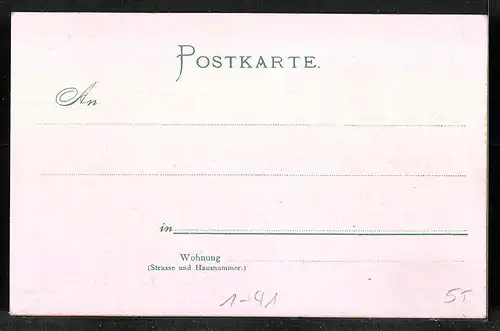 POSTKARTE.
An
in
Wohnung
(Strasse und Hausnummer.)
1-91 5T